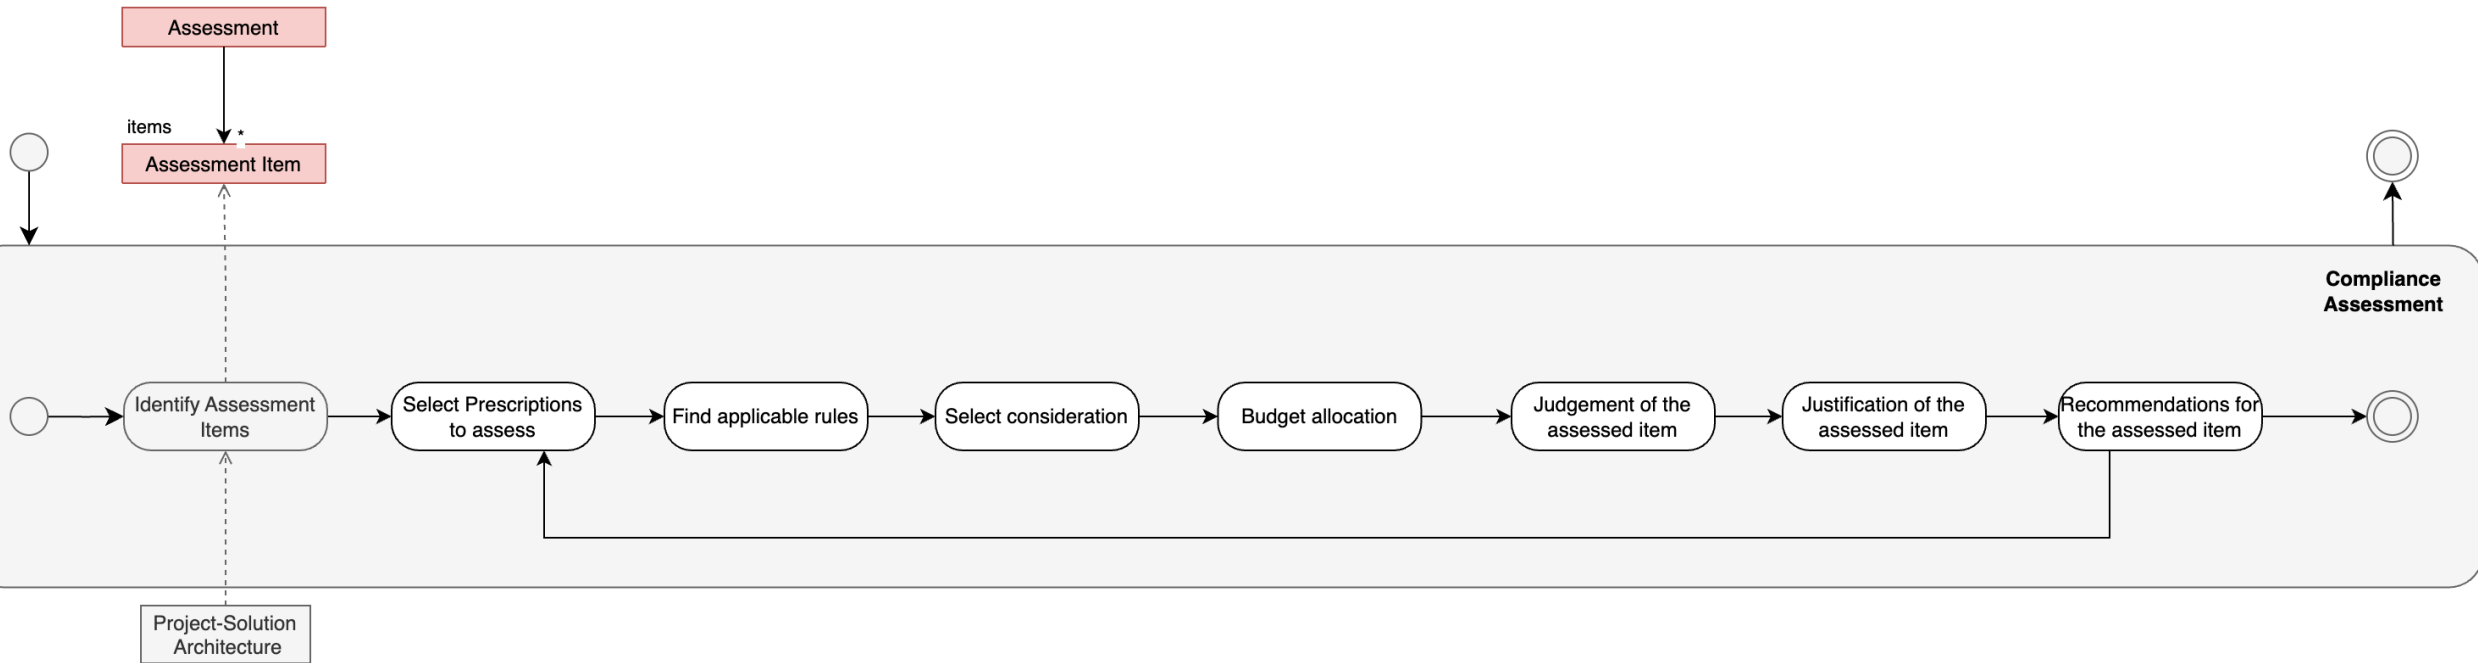 Assessment
items
*
Assessment Item
Compliance
Assessment
Identify Assessment
Items
Select Prescriptions
to assess
Find applicable rules
Select consideration
Budget allocation
Judgement of the
assessed item
Justification of the
assessed item
Recommendations for
the assessed item
Project-Solution
Architecture